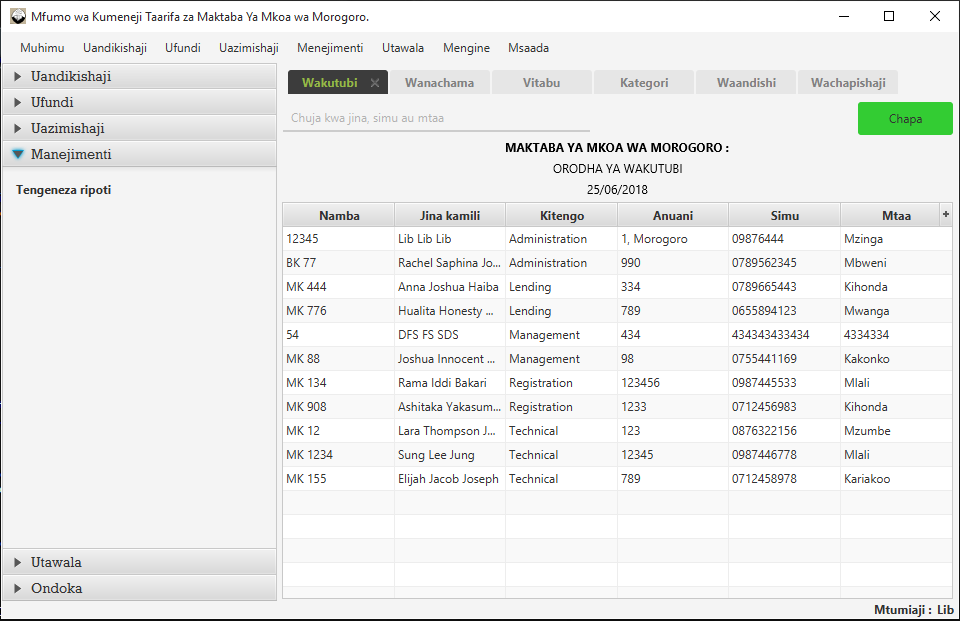 Mfumo wa Kumeneji Taarifa za Maktaba Ya Mkoa wa Morogoro.
Muhimu Uandikishaji Ufundi Uazimishaji Menejimenti Utawala Mengine Msaada
Uandikishaji
Ufundi
Uazimishaji
Manejimenti
Tengeneza ripoti
Utawala
Ondoka
Wakutubi Wanachama Vitabu Kategori Waandishi Wachapishaji
Chuja kwa jina, simu au mtaa Chapa
MAKTABA YA MKOA WA MOROGORO :
ORODHA YA WAKUTUBI
25/06/2018
Namba Jina kamili Kitengo Anuani Simu Mtaa +
12345 Lib Lib Lib Administration 1, Morogoro 09876444 Mzinga
BK 77 Rachel Saphina Jo... Administration 990 0789562345 Mbweni
MK 444 Anna Joshua Haiba Lending 334 0789665443 Kihonda
MK 776 Hualita Honesty ... Lending 789 0655894123 Mwanga
54 DFS FS SDS Management 434 434343433434 4334334
MK 88 Joshua Innocent ... Management 98 0755441169 Kakonko
MK 134 Rama Iddi Bakari Registration 123456 0987445533 Mlali
MK 908 Ashitaka Yakasum... Registration 1233 0712456983 Kihonda
MK 12 Lara Thompson J... Technical 123 0876322156 Mzumbe
MK 1234 Sung Lee Jung Technical 12345 0987446778 Mlali
MK 155 Elijah Jacob Joseph Technical 789 0712458978 Kariakoo
Mtumiaji : Lib